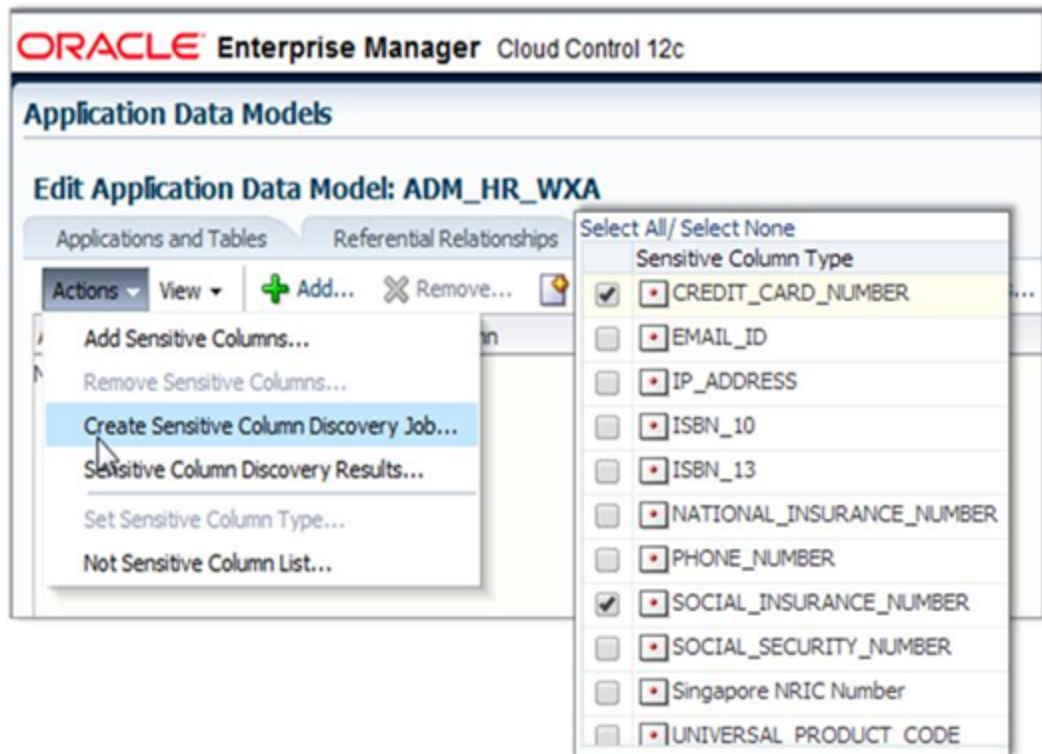 ORACLE Enterprise Manager Cloud Control 12c
Application Data Models
Edit Application Data Model: ADM_HR_WXA
Applications and Tables Referential Relationships
Actions View Add... Remove...
Add Sensitive Columns...
Remove Sensitive Columns...
Create Sensitive Column Discovery Job...
Sensitive Column Discovery Results...
Set Sensitive Column Type...
Not Sensitive Column List...
Select All/ Select None
Sensitive Column Type
CREDIT_CARD_NUMBER
EMAIL_ID
IP_ADDRESS
ISBN_10
ISBN_13
NATIONAL_INSURANCE_NUMBER
PHONE_NUMBER
SOCIAL_INSURANCE_NUMBER
SOCIAL_SECURITY_NUMBER
Singapore NRIC Number
UNIVERSAL_PRODUCT_CODE